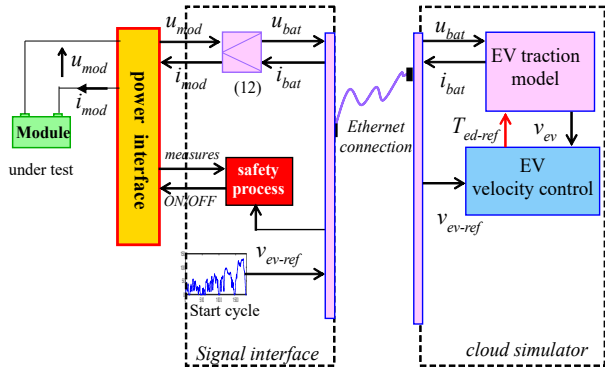 u_mod
i_mod
Module
under test
power interface
u_mod
u_bat
i_mod
i_bat
(12)
measures
ON/OFF
safety
process
v_ev-ref
Start cycle
Signal interface
Ethernet
connection
u_bat
i_bat
EV traction
model
T_ed-ref
v_ev
EV
velocity control
v_ev-ref
cloud simulator